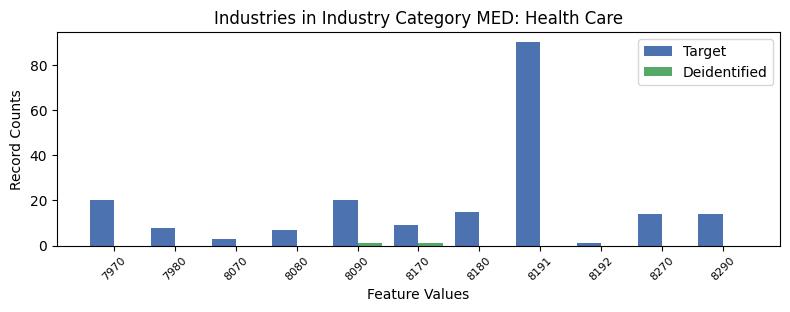 Industries in Industry Category MED: Health Care
Target
Deidentified
Record Counts
80
60
40
20
0
7970 7980 8070 8080 8090 8170 8180 8191 8192 8270 8290
Feature Values